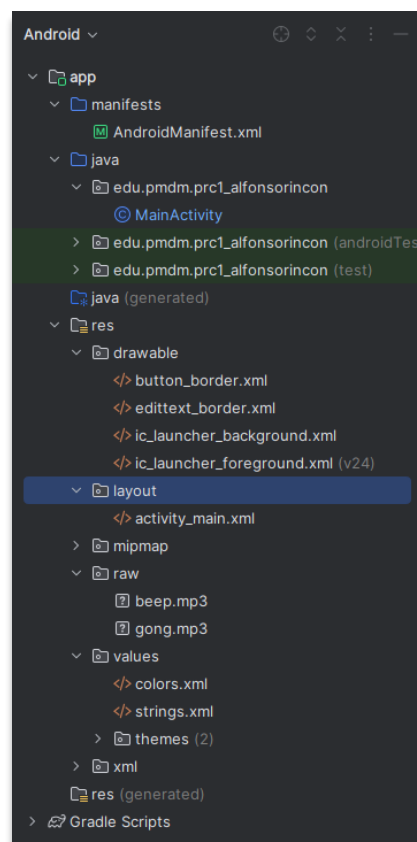 Android
app
manifests
AndroidManifest.xml
java
edu.pmdm.prc1_alfonsorincon
MainActivity
edu.pmdm.prc1_alfonsorincon (androidTes
edu.pmdm.prc1_alfonsorincon (test)
java (generated)
res
drawable
button_border.xml
edittext_border.xml
ic_launcher_background.xml
ic_launcher_foreground.xml (v24)
layout
activity_main.xml
mipmap
raw
beep.mp3
gong.mp3
values
colors.xml
strings.xml
themes (2)
xml
res (generated)
Gradle Scripts